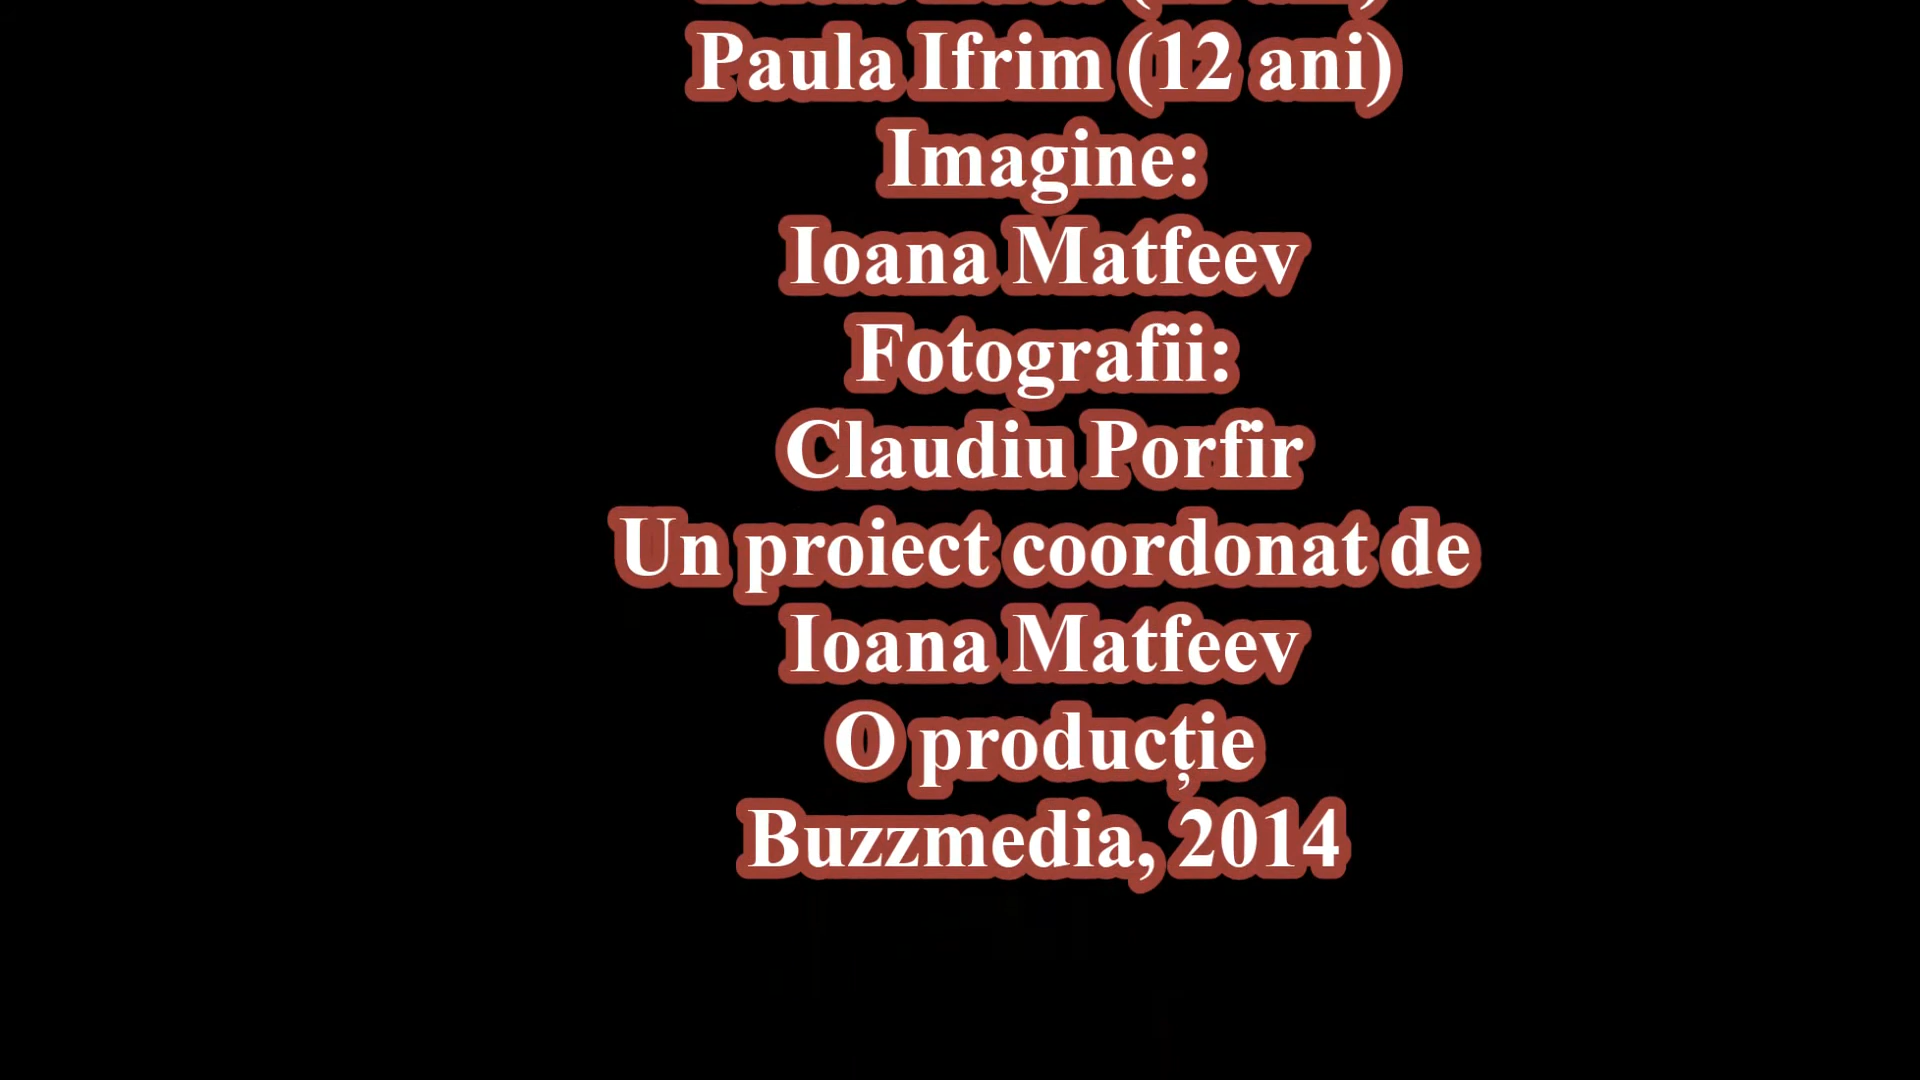 Paula Ifrim (12 ani)
Imagine:
Ioana Matfeev
Fotografii:
Claudiu Porfir
Un proiect coordonat de
Ioana Matfeev
O producție
Buzzmedia, 2014